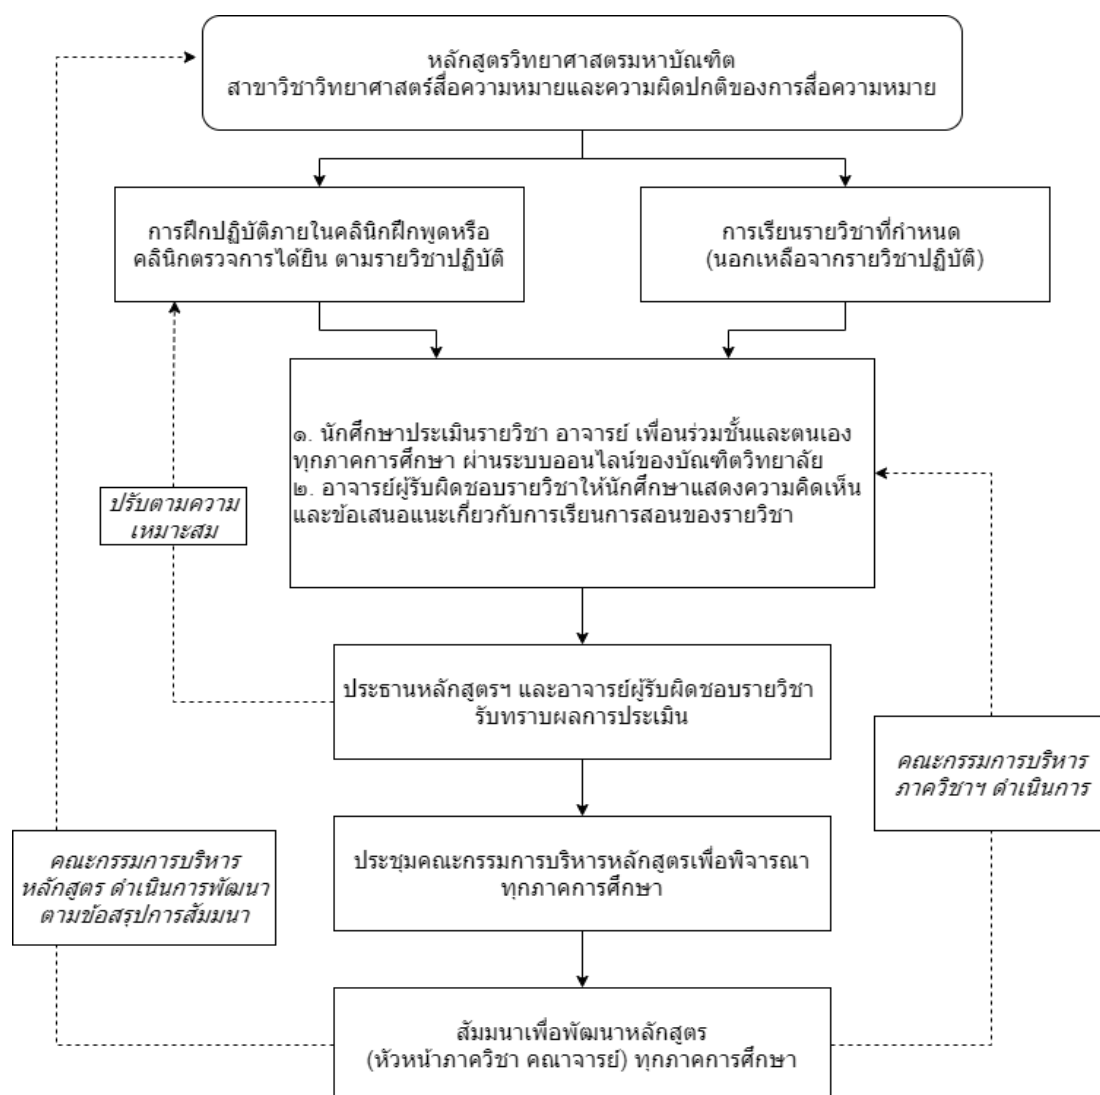 หลักสูตรวิทยาศาสตรมหาบัณฑิต
สาขาวิชาวิทยาศาสตร์สื่อความหมายและความผิดปกติของการสื่อความหมาย
การฝึกปฏิบัติภายในคลินิกฝึกพูดหรือ
คลินิกตรวจการได้ยิน ตามรายวิชาปฏิบัติ
การเรียนรายวิชาที่กำหนด
(นอกเหลือจากรายวิชาปฏิบัติ)
๑. นักศึกษาประเมินรายวิชา อาจารย์ เพื่อนร่วมชั้นและตนเอง
ทุกภาคการศึกษา ผ่านระบบออนไลน์ของบัณฑิตวิทยาลัย
๒. อาจารย์ผู้รับผิดชอบรายวิชาให้นักศึกษาแสดงความคิดเห็น
และข้อเสนอแนะเกี่ยวกับการเรียนการสอนของรายวิชา
ปรับตามความ
เหมาะสม
ประธานหลักสูตรฯ และอาจารย์ผู้รับผิดชอบรายวิชา
รับทราบผลการประเมิน
คณะกรรมการบริหาร
ภาควิชาฯ ดำเนินการ
ประชุมคณะกรรมการบริหารหลักสูตรเพื่อพิจารณา
ทุกภาคการศึกษา
คณะกรรมการบริหาร
หลักสูตร ดำเนินการพัฒนา
ตามข้อสรุปการสัมมนา
สัมมนาเพื่อพัฒนาหลักสูตร
(หัวหน้าภาควิชา คณาจารย์) ทุกภาคการศึกษา